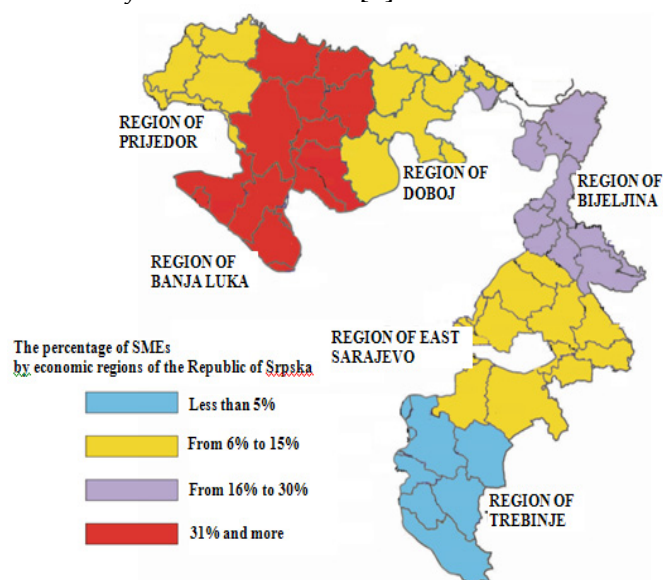 REGION OF
PRIJEDOR
REGION OF
DOBOJ
REGION OF
BIJELJINA
REGION OF
BANJA LUKA
REGION OF EAST
SARAJEVO
The percentage of SMEs
by economic regions of the Republic of Srpska
Less than 5%
From 6% to 15%
From 16% to 30%
31% and more
REGION OF
TREBINJE